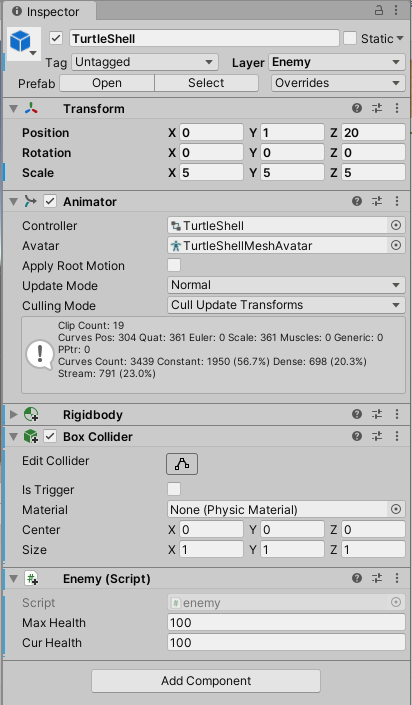 Inspector
TurtleShell Static
Tag Untagged Layer Enemy
Prefab Open Select Overrides
Transform
Position X 0 Y 1 Z 20
Rotation X 0 Y 0 Z 0
Scale X 5 Y 5 Z 5
Animator
Controller TurtleShell
Avatar TurtleShellMeshAvatar
Apply Root Motion
Update Mode Normal
Culling Mode Cull Update Transforms
Clip Count: 19
Curves Pos: 304 Quat: 361 Euler: 0 Scale: 361 Muscles: 0 Generic: 0
PPtr: 0
Curves Count: 3439 Constant: 1950 (56.7%) Dense: 698 (20.3%)
Stream: 791 (23.0%)
Rigidbody
Box Collider
Edit Collider
Is Trigger
Material None (Physic Material)
Center X 0 Y 0 Z 0
Size X 1 Y 1 Z 1
Enemy (Script)
Script enemy
Max Health 100
Cur Health 100
Add Component